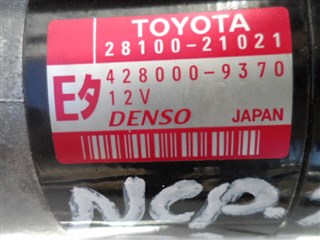 TOYOTA
28100-21021
428000-9370
Eタ
12V
DENSO JAPAN
NCP